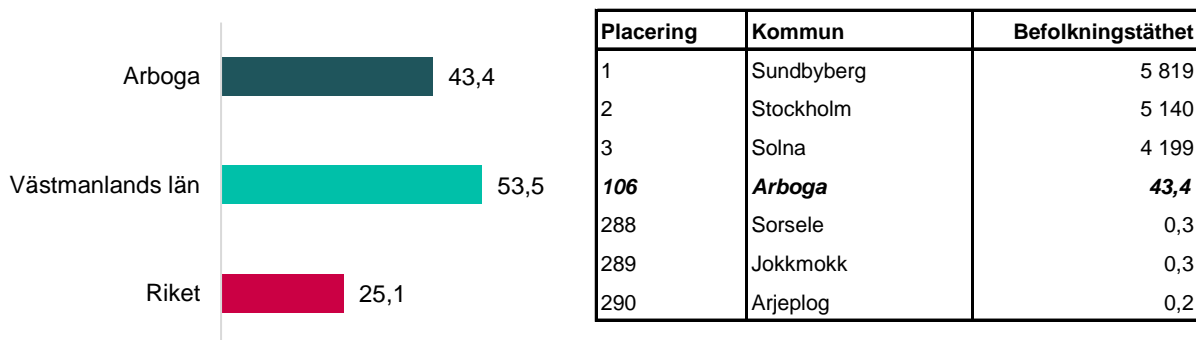 Arboga 43,4
Västmanlands län 53,5
Riket 25,1
Placering Kommun Befolkningstäthet
1 Sundbyberg 5 819
2 Stockholm 5 140
3 Solna 4 199
106 Arboga 43,4
288 Sorsele 0,3
289 Jokkmokk 0,3
290 Arjeplog 0,2